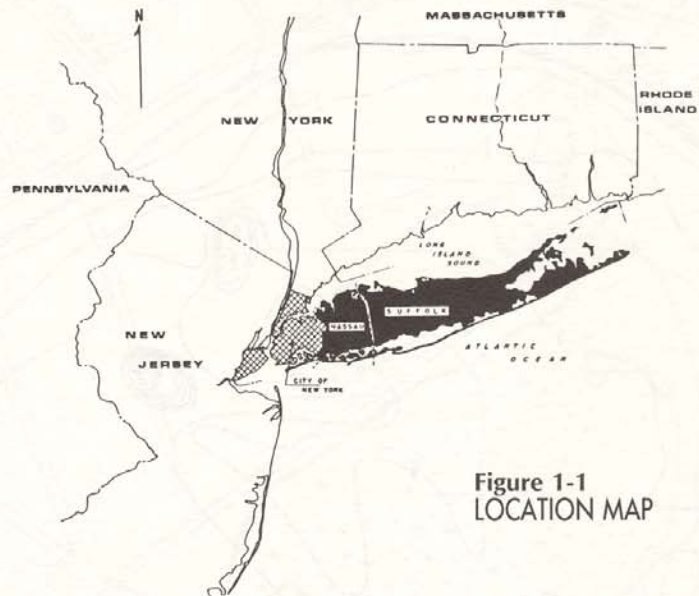 N
MASSACHUSETTS
NEW YORK
CONNECTICUT
RHODE
ISLAND
PENNSYLVANIA
LONG
ISLAND
SOUND
SUFFOLK
NASSAU
NEW
JERSEY
ATLANTIC
OCEAN
CITY OF
NEW YORK
Figure 1-1
LOCATION MAP